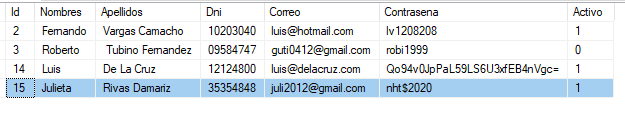 Id Nombres Apellidos Dni Correo Contrasena Activo
2 Fernando Vargas Camacho 10203040 luis@hotmail.com lv1208208 1
3 Roberto Tubino Fernandez 09584747 guti0412@gmail.com robi1999 0
14 Luis De La Cruz 12124800 luis@delacruz.com Qo94v0JpPaL59LS6U3xfEB4nVgc= 1
15 Julieta Rivas Damariz 35354848 juli2012@gmail.com nht$2020 1